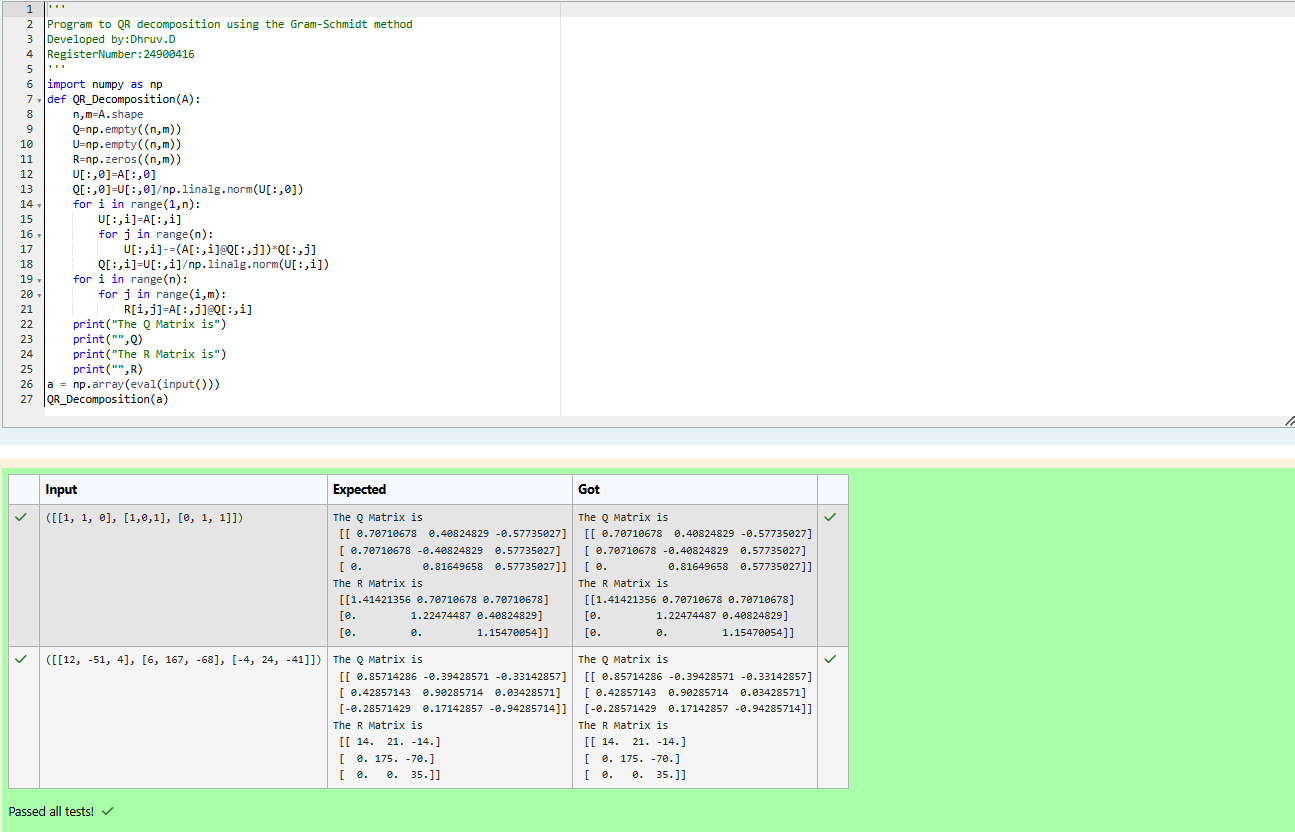 1 '''
2 Program to QR decomposition using the Gram-Schmidt method
3 Developed by:Dhruv.D
4 RegisterNumber:24900416
5 '''
6 import numpy as np
7 def QR_Decomposition(A):
8     n,m=A.shape
9     Q=np.empty((n,m))
10     U=np.empty((n,m))
11     R=np.zeros((n,m))
12     U[:,0]=A[:,0]
13     Q[:,0]=U[:,0]/np.linalg.norm(U[:,0])
14     for i in range(1,n):
15         U[:,i]=A[:,i]
16         for j in range(n):
17             U[:,i]-=(A[:,i]@Q[:,j])*Q[:,j]
18         Q[:,i]=U[:,i]/np.linalg.norm(U[:,i])
19     for i in range(n):
20         for j in range(i,m):
21             R[i,j]=A[:,j]@Q[:,i]
22     print("The Q Matrix is")
23     print("",Q)
24     print("The R Matrix is")
25     print("",R)
26 a = np.array(eval(input()))
27 QR_Decomposition(a)
Input Expected Got
([[1, 1, 0], [1,0,1], [0, 1, 1]])
The Q Matrix is
[[ 0.70710678  0.40824829 -0.57735027]
[ 0.70710678 -0.40824829  0.57735027]
[ 0.          0.81649658  0.57735027]]
The R Matrix is
[[1.41421356 0.70710678 0.70710678]
[0.         1.22474487 0.40824829]
[0.         0.         1.15470054]]
The Q Matrix is
[[ 0.70710678  0.40824829 -0.57735027]
[ 0.70710678 -0.40824829  0.57735027]
[ 0.          0.81649658  0.57735027]]
The R Matrix is
[[1.41421356 0.70710678 0.70710678]
[0.         1.22474487 0.40824829]
[0.         0.         1.15470054]]
([[12, -51, 4], [6, 167, -68], [-4, 24, -41]])
The Q Matrix is
[[ 0.85714286 -0.39428571 -0.33142857]
[ 0.42857143  0.90285714  0.03428571]
[-0.28571429  0.17142857 -0.94285714]]
The R Matrix is
[[ 14.  21. -14.]
[  0. 175. -70.]
[  0.   0.  35.]]
The Q Matrix is
[[ 0.85714286 -0.39428571 -0.33142857]
[ 0.42857143  0.90285714  0.03428571]
[-0.28571429  0.17142857 -0.94285714]]
The R Matrix is
[[ 14.  21. -14.]
[  0. 175. -70.]
[  0.   0.  35.]]
Passed all tests!